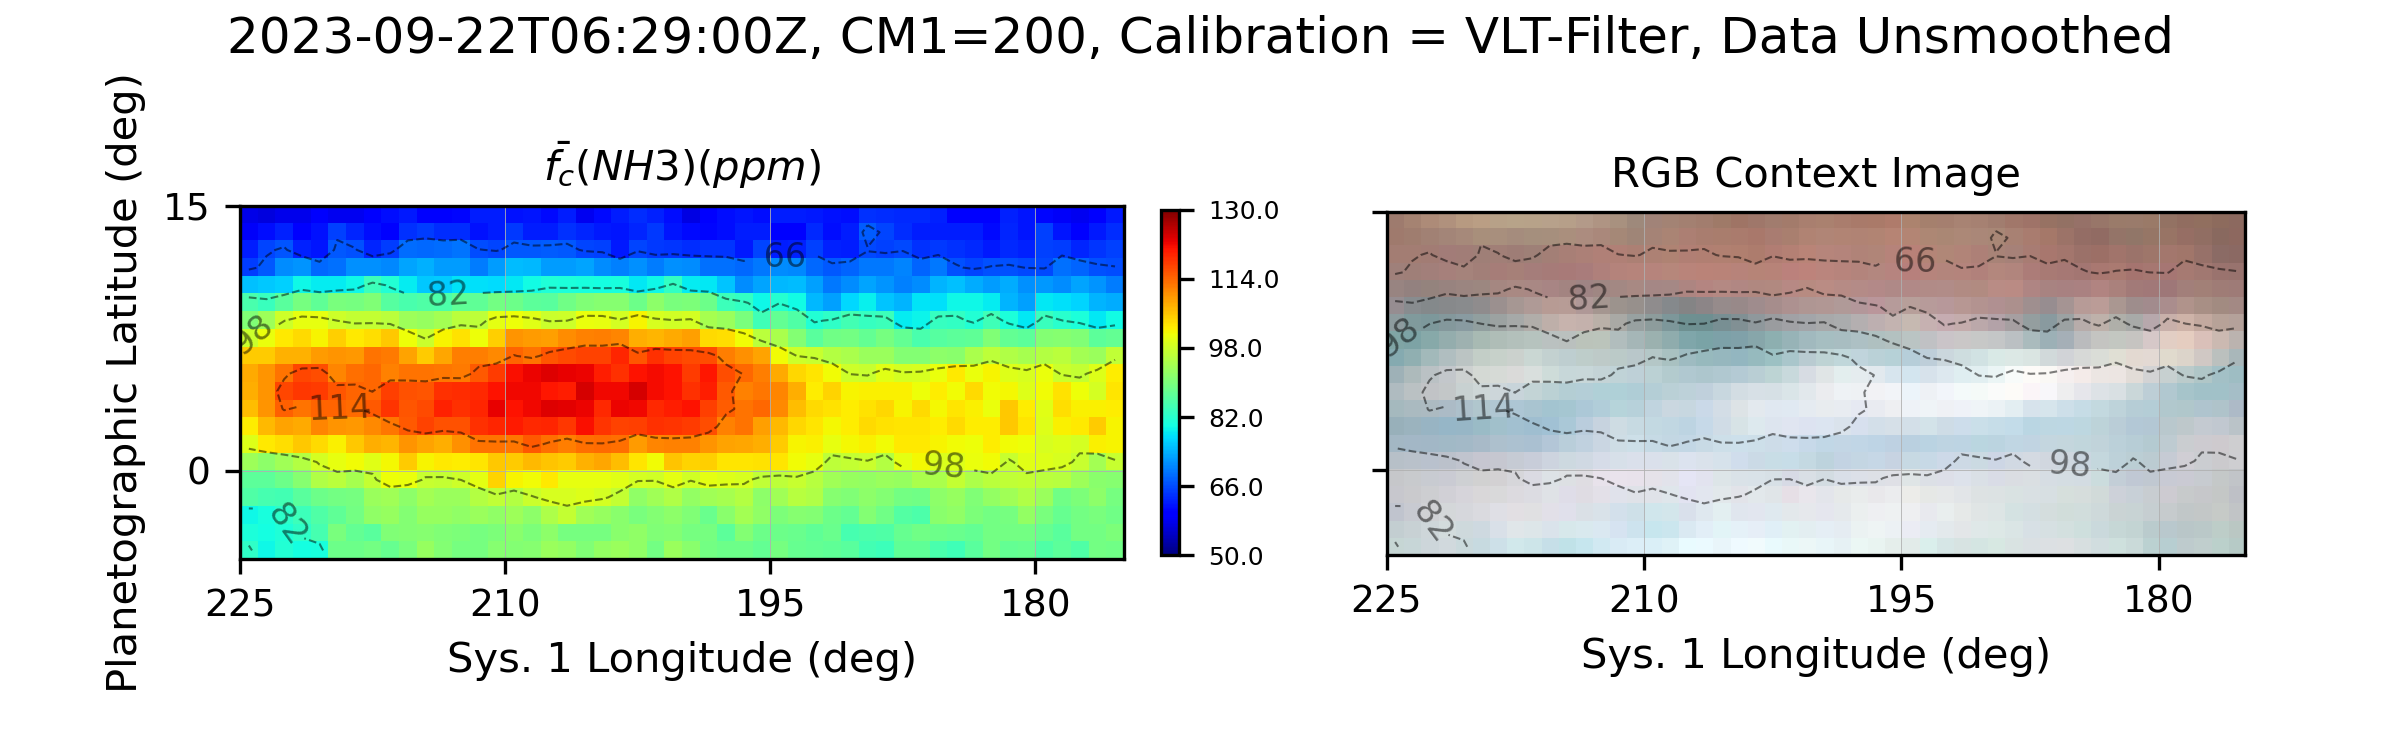 2023-09-22T06:29:00Z, CM1=200, Calibration = VLT-Filter, Data Unsmoothed
Planetographic Latitude (deg)
f̄c(NH3)(ppm)
15
0
66
82
98
114
98
82
225 210 195 180
Sys. 1 Longitude (deg)
130.0
114.0
98.0
82.0
66.0
50.0
RGB Context Image
66
82
98
114
98
82
225 210 195 180
Sys. 1 Longitude (deg)